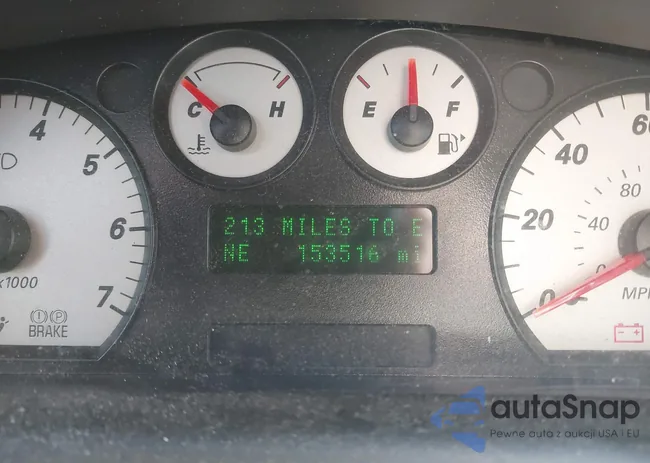 C H
E F
4
5
6
7
x1000
BRAKE
213 MILES TO E
NE 153516 mi
60
40
20
0
80
40
0
MPH
autaSnap
Pewne auta z aukcji USA i EU